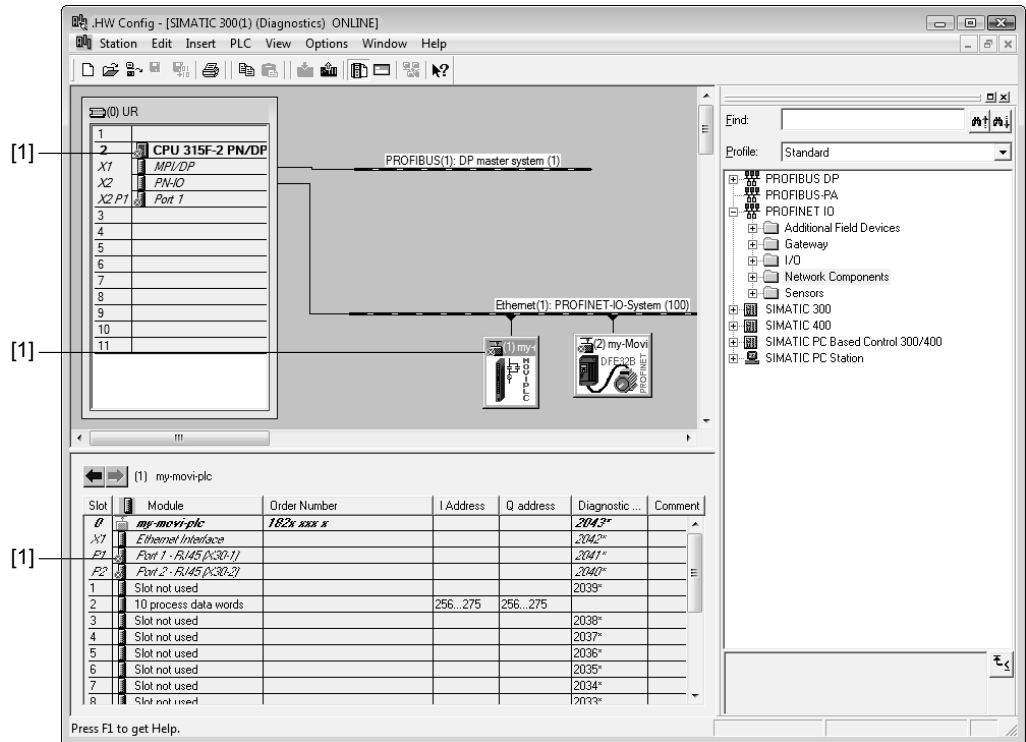 .HW Config - [SIMATIC 300(1) (Diagnostics) ONLINE]
Station Edit Insert PLC View Options Window Help
(0) UR
1
[1] 2 CPU 315F-2 PN/DP
X1 MPI/DP
X2 PN-IO
X2 P1 Port 1
3
4
5
6
7
8
9
10
11
PROFIBUS(1): DP master system (1)
Ethernet(1): PROFINET-IO-System (100)
[1] (1) my-
MOVIPLC
(2) my-Movi
DFE32B
PROFINET
Find:
Profile: Standard
PROFIBUS DP
PROFIBUS-PA
PROFINET IO
Additional Field Devices
Gateway
I/O
Network Components
Sensors
SIMATIC 300
SIMATIC 400
SIMATIC PC Based Control 300/400
SIMATIC PC Station
(1) my-movi-plc
Slot Module Order Number I Address Q address Diagnostic ... Comment
0 my-movi-plc 182x xxx x 2043*
X1 Ethernet Interface 2042*
[1] P1 Port 1 - RJ45 (X30-1) 2041*
P2 Port 2 - RJ45 (X30-2) 2040*
1 Slot not used 2039*
2 10 process data words 256...275 256...275
3 Slot not used 2038*
4 Slot not used 2037*
5 Slot not used 2036*
6 Slot not used 2035*
7 Slot not used 2034*
8 Slot not used 2033*
Press F1 to get Help.